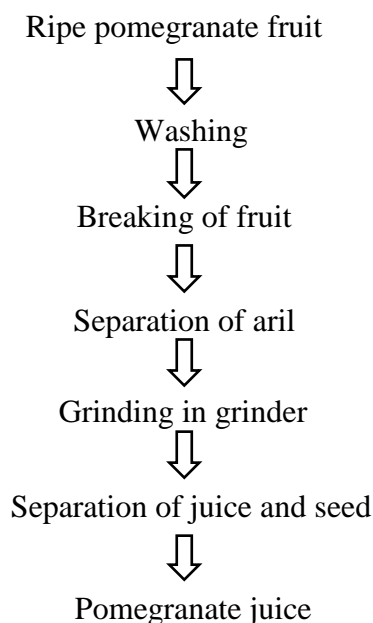 Ripe pomegranate fruit
Washing
Breaking of fruit
Separation of aril
Grinding in grinder
Separation of juice and seed
Pomegranate juice